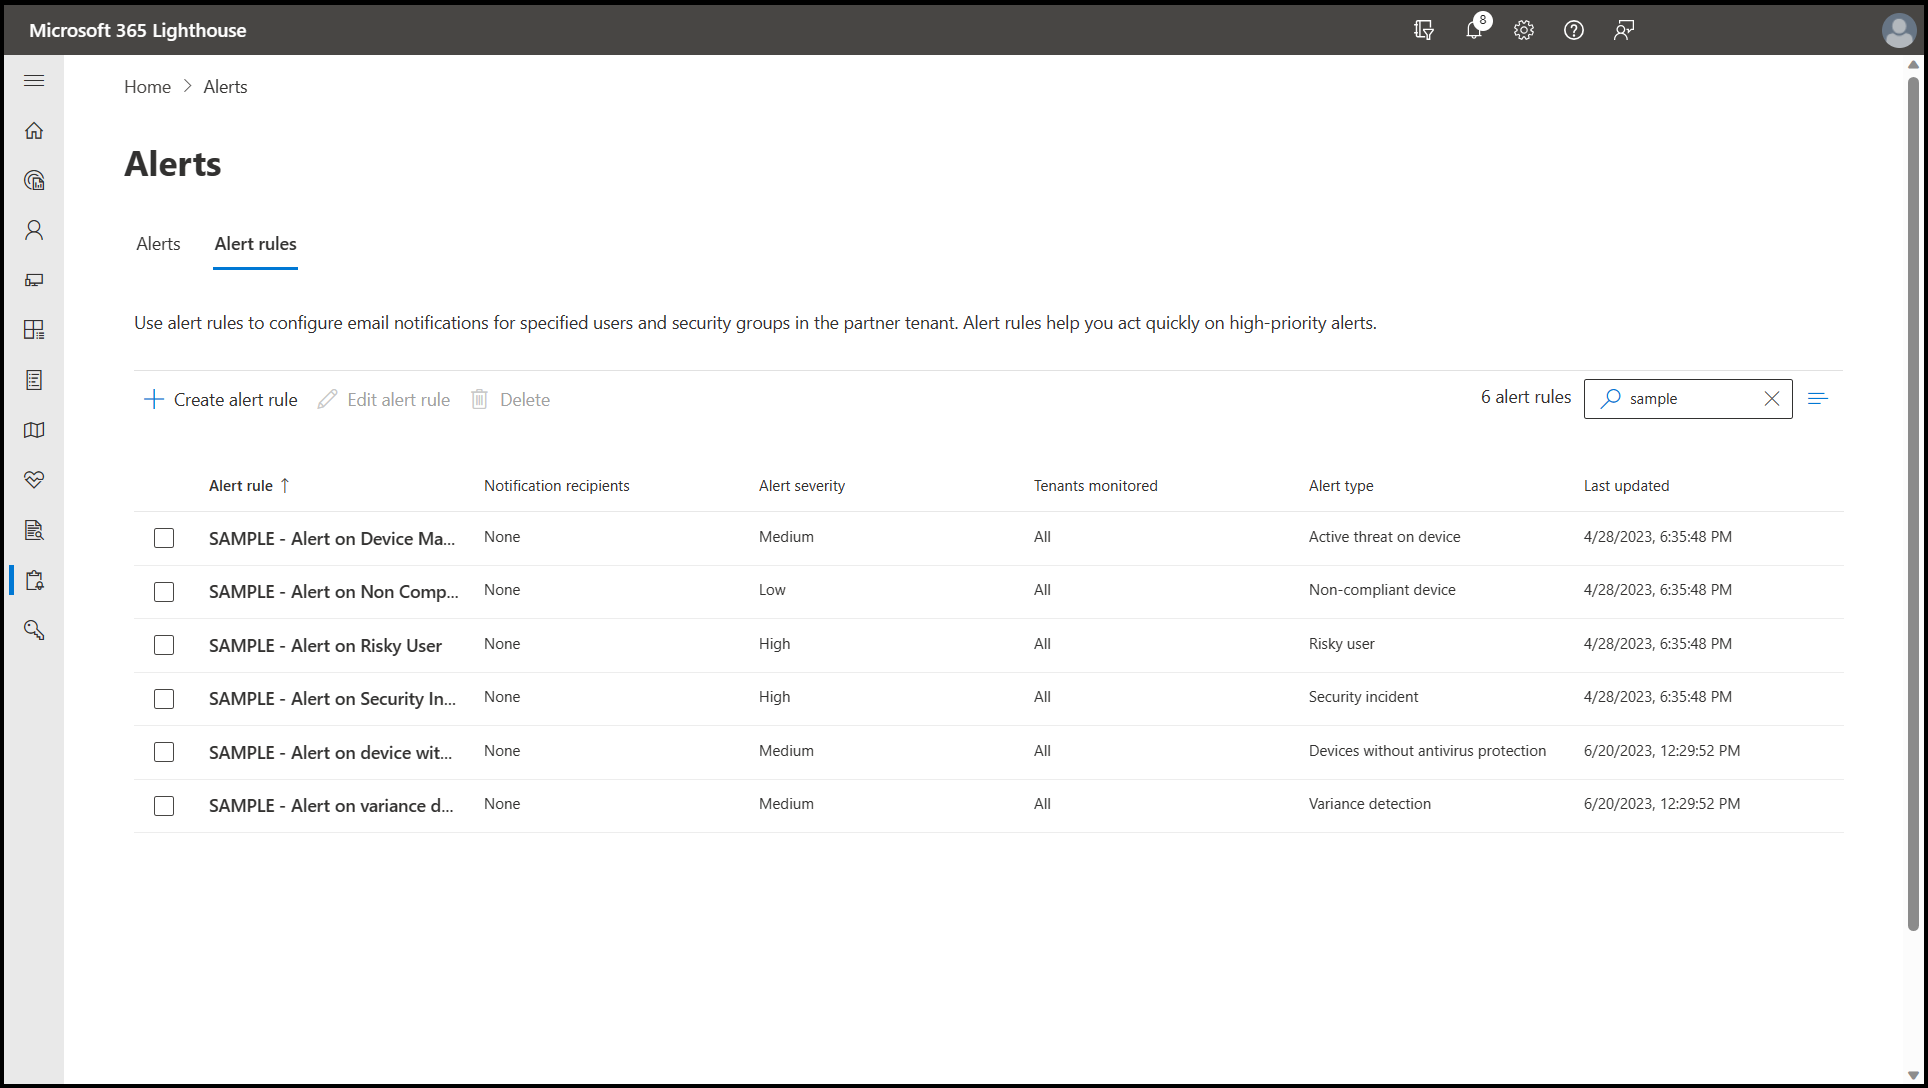 Microsoft 365 Lighthouse
8
Home > Alerts
Alerts
Alerts Alert rules
Use alert rules to configure email notifications for specified users and security groups in the partner tenant. Alert rules help you act quickly on high-priority alerts.
Create alert rule Edit alert rule Delete 6 alert rules sample
Alert rule ↑ Notification recipients Alert severity Tenants monitored Alert type Last updated
SAMPLE - Alert on Device Ma... None Medium All Active threat on device 4/28/2023, 6:35:48 PM
SAMPLE - Alert on Non Comp... None Low All Non-compliant device 4/28/2023, 6:35:48 PM
SAMPLE - Alert on Risky User None High All Risky user 4/28/2023, 6:35:48 PM
SAMPLE - Alert on Security In... None High All Security incident 4/28/2023, 6:35:48 PM
SAMPLE - Alert on device wit... None Medium All Devices without antivirus protection 6/20/2023, 12:29:52 PM
SAMPLE - Alert on variance d... None Medium All Variance detection 6/20/2023, 12:29:52 PM